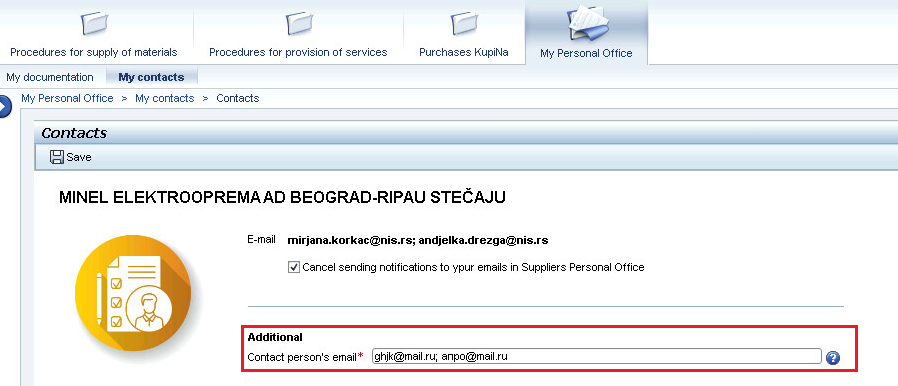 Procedures for supply of materials Procedures for provision of services Purchases KupiNa My Personal Office
My documentation My contacts
My Personal Office > My contacts > Contacts
Contacts
Save
MINEL ELEKTROOPREMA AD BEOGRAD-RIPAU STEČAJU
E-mail mirjana.korkac@nis.rs; andjelka.drezga@nis.rs
Cancel sending notifications to ypur emails in Suppliers Personal Office
Additional
Contact person's email* ghjk@mail.ru; апро@mail.ru ?